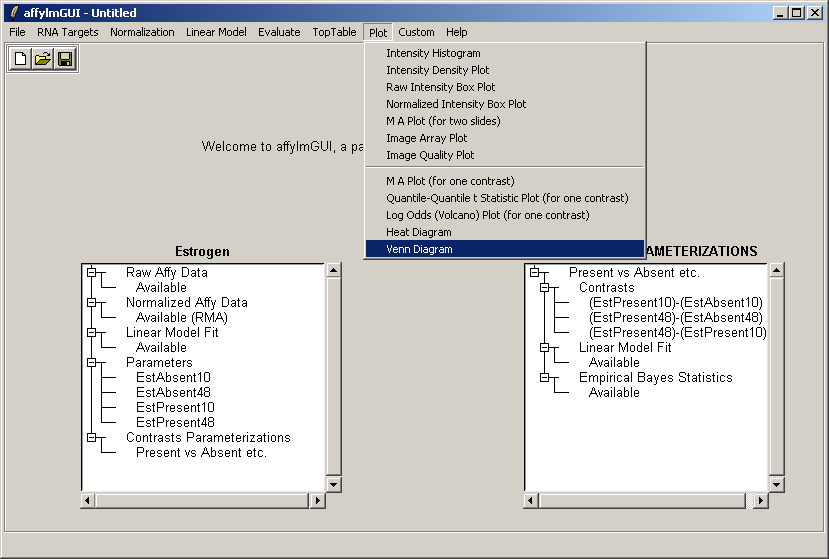 affylmGUI - Untitled
File RNA Targets Normalization Linear Model Evaluate TopTable Plot Custom Help
Intensity Histogram
Intensity Density Plot
Raw Intensity Box Plot
Normalized Intensity Box Plot
M A Plot (for two slides)
Image Array Plot
Image Quality Plot
M A Plot (for one contrast)
Quantile-Quantile t Statistic Plot (for one contrast)
Log Odds (Volcano) Plot (for one contrast)
Heat Diagram
Venn Diagram
Welcome to affylmGUI, a pa
Estrogen
Raw Affy Data
Available
Normalized Affy Data
Available (RMA)
Linear Model Fit
Available
Parameters
EstAbsent10
EstAbsent48
EstPresent10
EstPresent48
Contrasts Parameterizations
Present vs Absent etc.
AMETERIZATIONS
Present vs Absent etc.
Contrasts
(EstPresent10)-(EstAbsent10)
(EstPresent48)-(EstAbsent48)
(EstPresent48)-(EstPresent10)
Linear Model Fit
Available
Empirical Bayes Statistics
Available